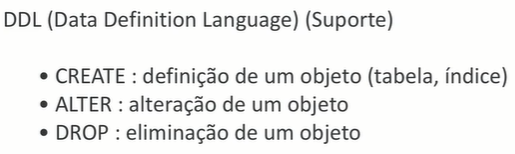 DDL (Data Definition Language) (Suporte)
• CREATE : definição de um objeto (tabela, índice)
• ALTER : alteração de um objeto
• DROP : eliminação de um objeto